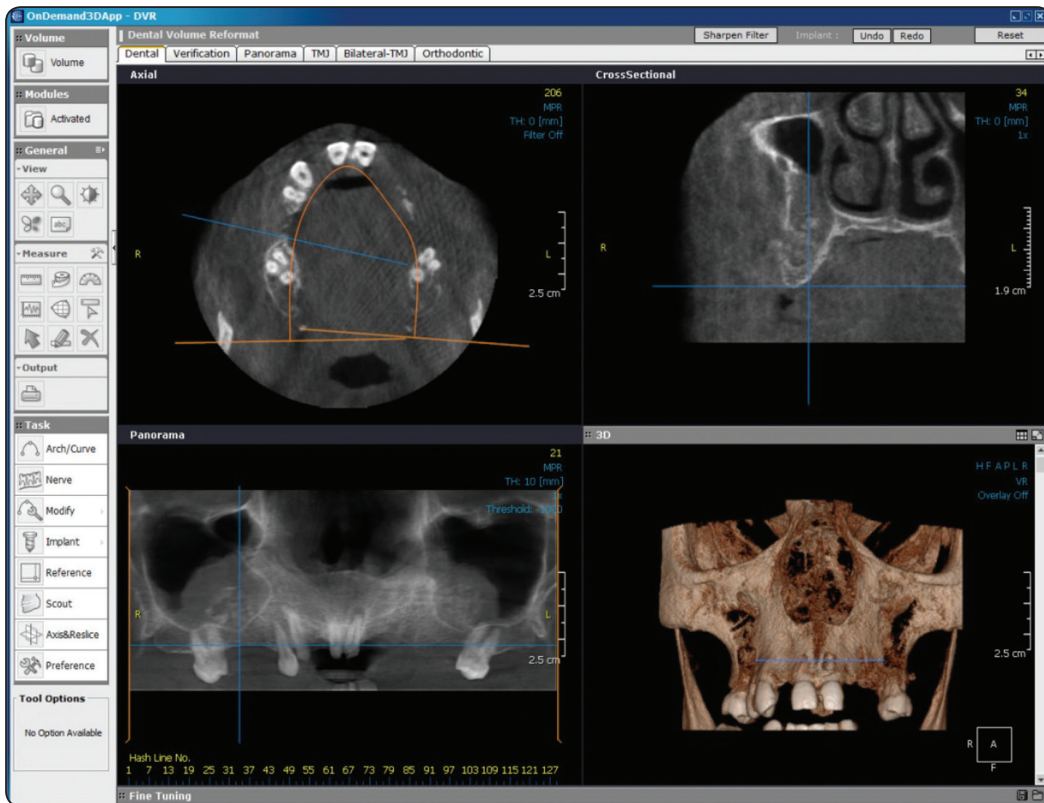 OnDemand3DApp - DVR
Volume
Volume
Modules
Activated
General
View
abc
Measure
Output
Task
Arch/Curve
Nerve
Modify
Implant
Reference
Scout
Axis&Reslice
Preference
Tool Options
No Option Available
Dental Volume Reformat
Sharpen Filter
Implant :
Undo
Redo
Reset
Dental
Verification
Panorama
TMJ
Bilateral-TMJ
Orthodontic
Axial
206
MPR
TH: 0 [mm]
Filter Off
R
L
2.5 cm
CrossSectional
34
MPR
TH: 0 [mm]
1x
R
L
1.9 cm
Panorama
21
MPR
TH: 10 [mm]
Threshold:
R
L
2.5 cm
Hash Line No.
1 7 13 19 25 31 37 43 49 55 61 67 73 79 85 91 97 103 109 115 121 127
3D
H F A P L R
VR
Overlay Off
2.5 cm
R
A
F
Fine Tuning